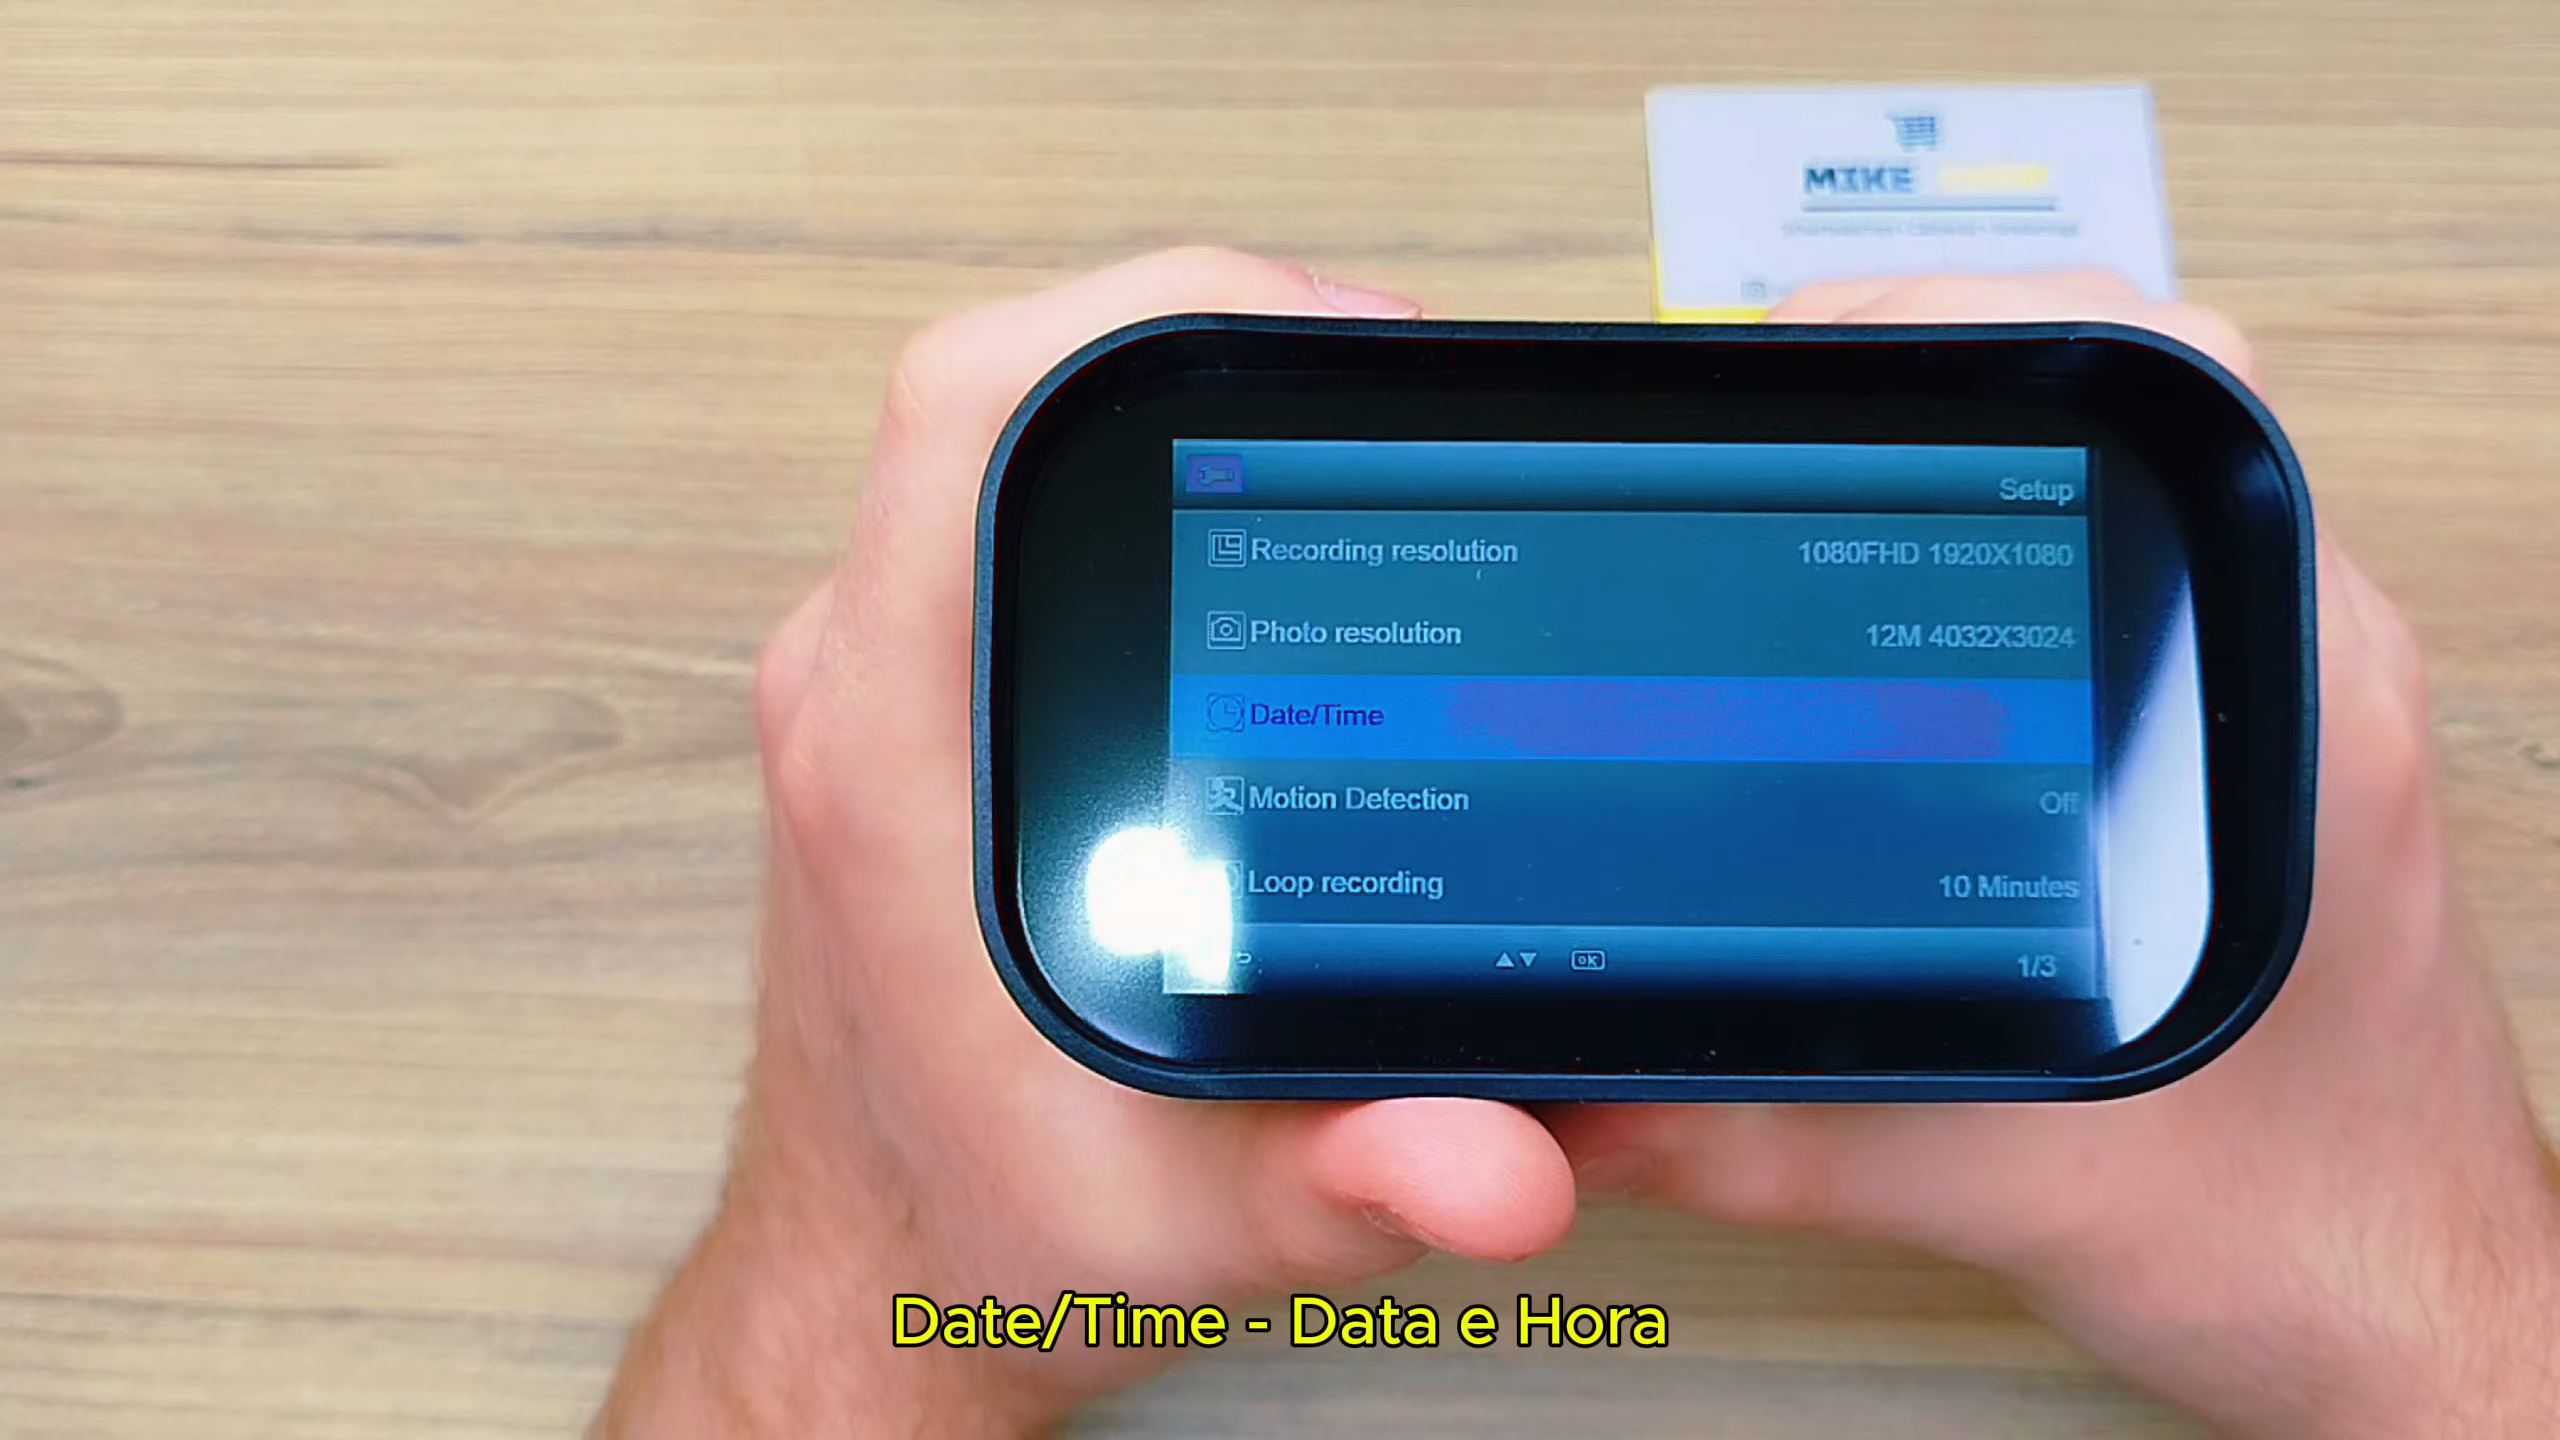 MIKE
Setup
Recording resolution 1080FHD 1920X1080
Photo resolution 12M 4032X3024
Date/Time
Motion Detection Off
Loop recording 10 Minutes
OK 1/3
Date/Time - Data e Hora